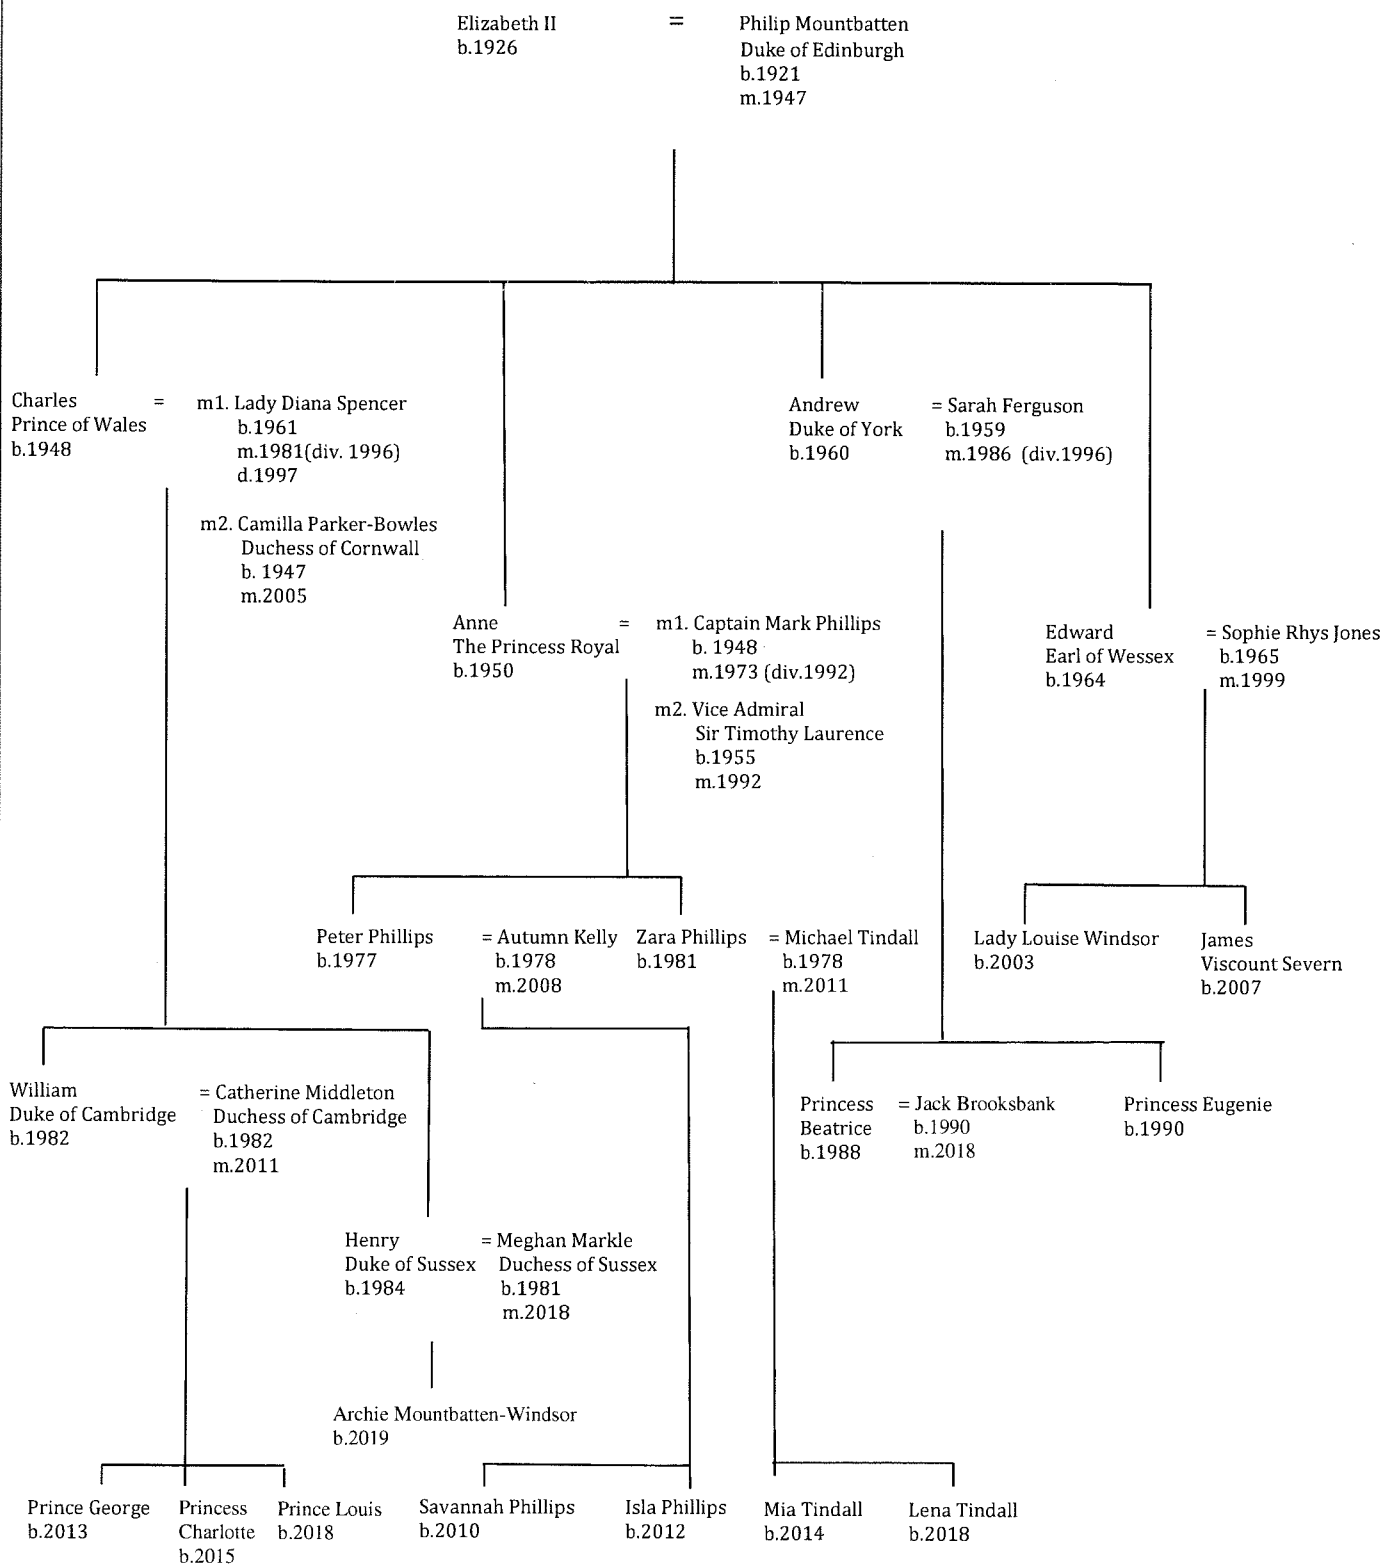 Elizabeth II = Philip Mountbatten
b.1926
Duke of Edinburgh
b.1921
m.1947
Charles = m1. Lady Diana Spencer
Prince of Wales
b.1948
b.1961
m.1981(div. 1996)
d.1997
m2. Camilla Parker-Bowles
Duchess of Cornwall
b. 1947
m.2005
Andrew = Sarah Ferguson
Duke of York
b.1960
b.1959
m.1986 (div.1996)
Anne = m1. Captain Mark Phillips
The Princess Royal
b.1950
b. 1948
m.1973 (div.1992)
m2. Vice Admiral
Sir Timothy Laurence
b.1955
m.1992
Edward = Sophie Rhys Jones
Earl of Wessex
b.1964
b.1965
m.1999
Peter Phillips = Autumn Kelly
b.1977
b.1978
m.2008
Zara Phillips = Michael Tindall
b.1981
b.1978
m.2011
Lady Louise Windsor
b.2003
James
Viscount Severn
b.2007
William = Catherine Middleton
Duke of Cambridge
b.1982
Duchess of Cambridge
b.1982
m.2011
Princess = Jack Brooksbank
Beatrice
b.1988
b.1990
m.2018
Princess Eugenie
b.1990
Henry = Meghan Markle
Duke of Sussex
b.1984
Duchess of Sussex
b.1981
m.2018
Archie Mountbatten-Windsor
b.2019
Prince George
b.2013
Princess
Charlotte
b.2015
Prince Louis
b.2018
Savannah Phillips
b.2010
Isla Phillips
b.2012
Mia Tindall
b.2014
Lena Tindall
b.2018